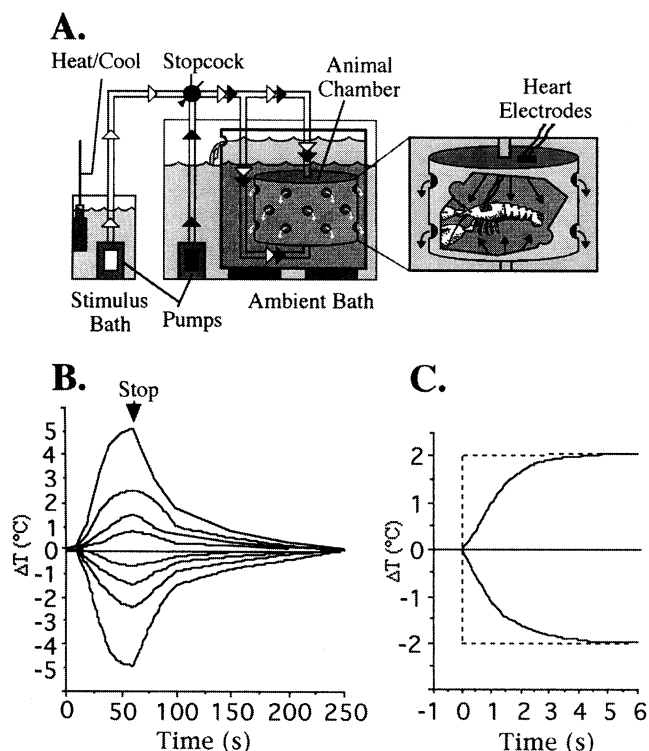 A.
Heat/Cool
Stopcock
Animal
Chamber
Heart
Electrodes
Stimulus
Bath
Pumps
Ambient Bath
B.
Stop
5
4
3
2
1
0
-1
-2
-3
-4
-5
ΔT (°C)
0 50 100 150 200 250
Time (s)
C.
2
1
0
-1
-2
ΔT (°C)
-1 0 1 2 3 4 5 6
Time (s)